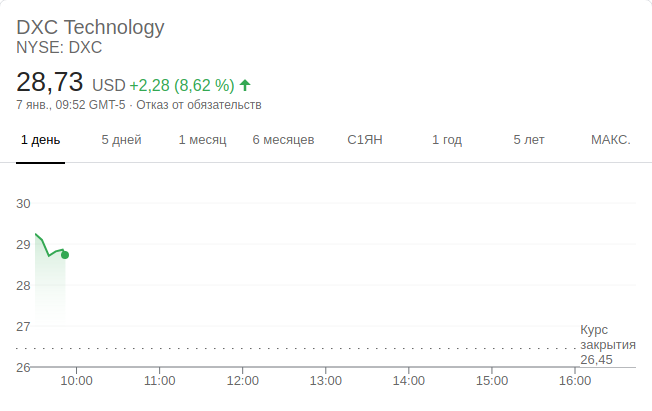 DXC Technology
NYSE: DXC
28,73 USD +2,28 (8,62 %)
7 янв., 09:52 GMT-5 · Отказ от обязательств
1 день 5 дней 1 месяц 6 месяцев С1ЯН 1 год 5 лет МАКС.
30
29
28
27
26
Курс
закрытия
26,45
10:00 11:00 12:00 13:00 14:00 15:00 16:00